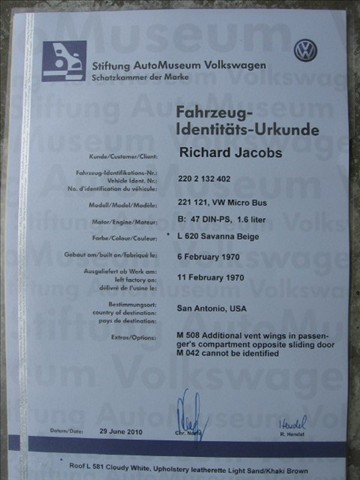 Stiftung AutoMuseum Volkswagen
Schatzkammer der Marke
Fahrzeug-
Identitäts-Urkunde
Kunde/Customer/Client:
Richard Jacobs
Fahrzeug-Identifikations-Nr.:
Vehicle Ident. No.:
No. d'identification du véhicule:
220 2 132 402
Modell/Model/Modèle:
221 121, VW Micro Bus
Motor/Engine/Moteur:
B: 47 DIN-PS, 1.6 liter
Farbe/Colour/Couleur:
L 620 Savanna Beige
Gebaut am/built on/fabriqué le:
6 February 1970
Ausgeliefert ab Werk am:
left factory on:
délivré de l'usine le:
11 February 1970
Bestimmungsort:
country of destination:
pays de destination:
San Antonio, USA
Extras/Options:
M 508 Additional vent wings in passen-
ger's compartment opposite sliding door
M 042 cannot be identified
Datum/Date:
29 June 2010
Chr.
R.
Roof L 581 Cloudy White, Upholstery leatherette Light Sand/Khaki Brown